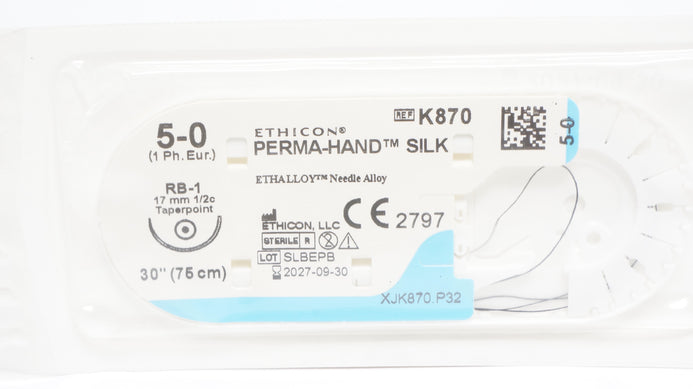 5-0
(1 Ph. Eur.)
RB-1
17 mm 1/2c
Taperpoint
30" (75 cm)
ETHICON®
PERMA-HAND™ SILK
REF K870
5-0
ETHALLOY™ Needle Alloy
ETHICON, LLC
CE 2797
STERILE R
LOT SLBEPB
2027-09-30
XJK870.P32